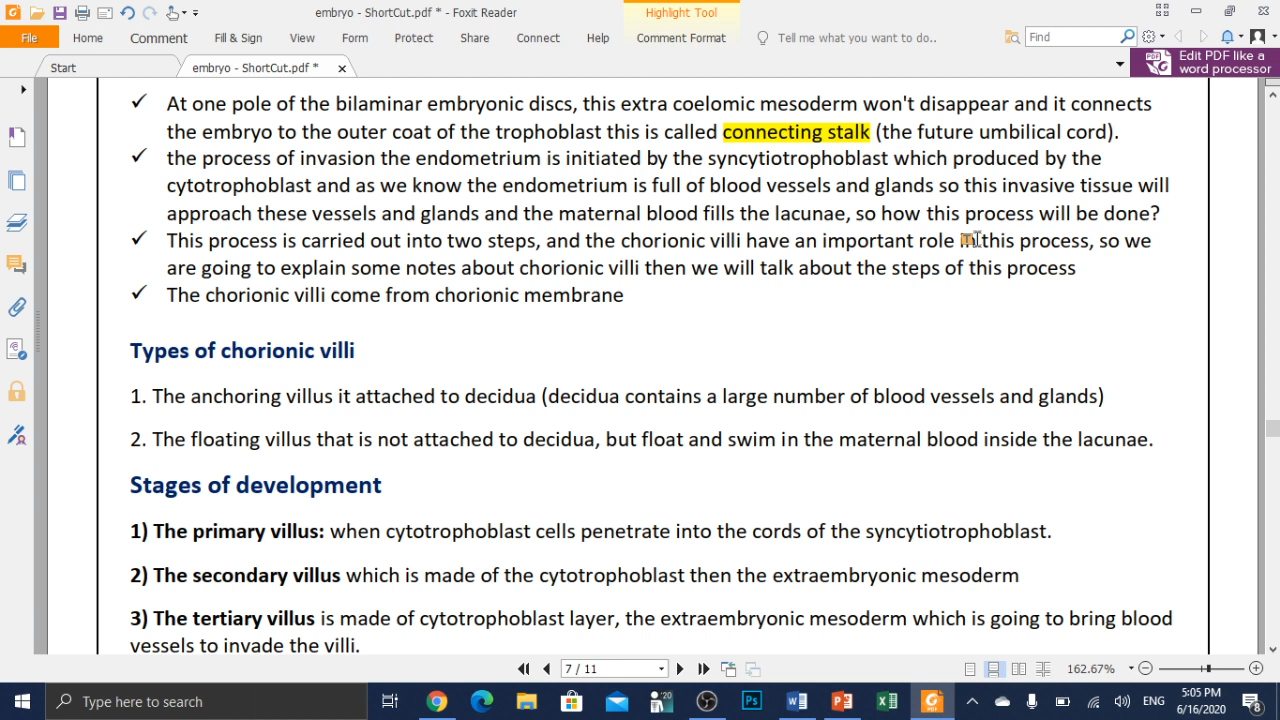 embryo - ShortCut.pdf * - Foxit Reader
Highlight Tool
File Home Comment Fill & Sign View Form Protect Share Connect Help Comment Format Tell me what you want to do.. Find
Start embryo - ShortCut.pdf * Edit PDF like a
word processor
✓ At one pole of the bilaminar embryonic discs, this extra coelomic mesoderm won't disappear and it connects
the embryo to the outer coat of the trophoblast this is called connecting stalk (the future umbilical cord).
✓ the process of invasion the endometrium is initiated by the syncytiotrophoblast which produced by the
cytotrophoblast and as we know the endometrium is full of blood vessels and glands so this invasive tissue will
approach these vessels and glands and the maternal blood fills the lacunae, so how this process will be done?
✓ This process is carried out into two steps, and the chorionic villi have an important role in this process, so we
are going to explain some notes about chorionic villi then we will talk about the steps of this process
✓ The chorionic villi come from chorionic membrane
Types of chorionic villi
1. The anchoring villus it attached to decidua (decidua contains a large number of blood vessels and glands)
2. The floating villus that is not attached to decidua, but float and swim in the maternal blood inside the lacunae.
Stages of development
1) The primary villus: when cytotrophoblast cells penetrate into the cords of the syncytiotrophoblast.
2) The secondary villus which is made of the cytotrophoblast then the extraembryonic mesoderm
3) The tertiary villus is made of cytotrophoblast layer, the extraembryonic mesoderm which is going to bring blood
vessels to invade the villi.
7 / 11 162.67%
Type here to search ENG 5:05 PM
6/16/2020